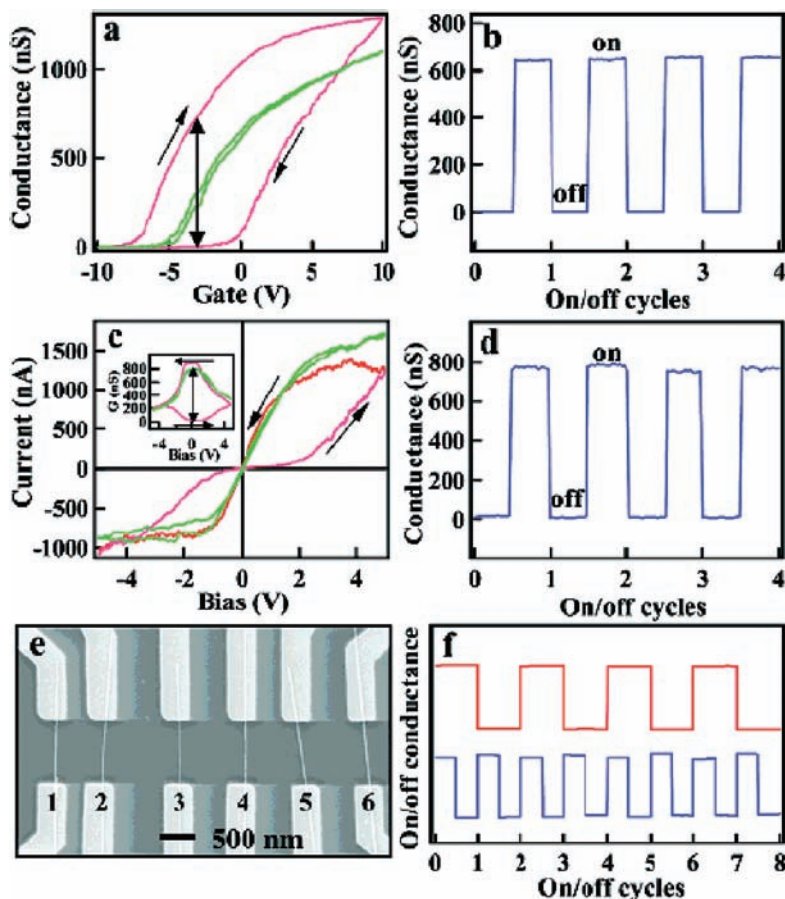 a
Conductance (nS)
1000
500
0
-10
-5
0
5
10
Gate (V)
b
on
off
Conductance (nS)
800
600
400
200
0
0
1
2
3
4
On/off cycles
c
Current (nA)
1500
1000
500
0
-500
-1000
G (nS)
800
600
400
200
0
-4
0
4
Bias (V)
-4
-2
0
2
4
Bias (V)
d
on
off
Conductance (nS)
800
600
400
200
0
0
1
2
3
4
On/off cycles
e
1 2 3 4 5 6
500 nm
f
On/off conductance
0 1 2 3 4 5 6 7 8
On/off cycles